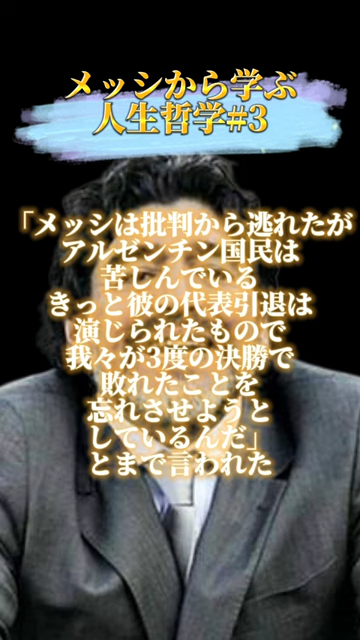 メッシから学ぶ
人生哲学#3
「メッシは批判から逃れたが
アルゼンチン国民は
苦しんでいる
きっと彼の代表引退は
演じられたもので
我々が3度の決勝で
敗れたことを
忘れさせようと
しているんだ」
とまで言われた